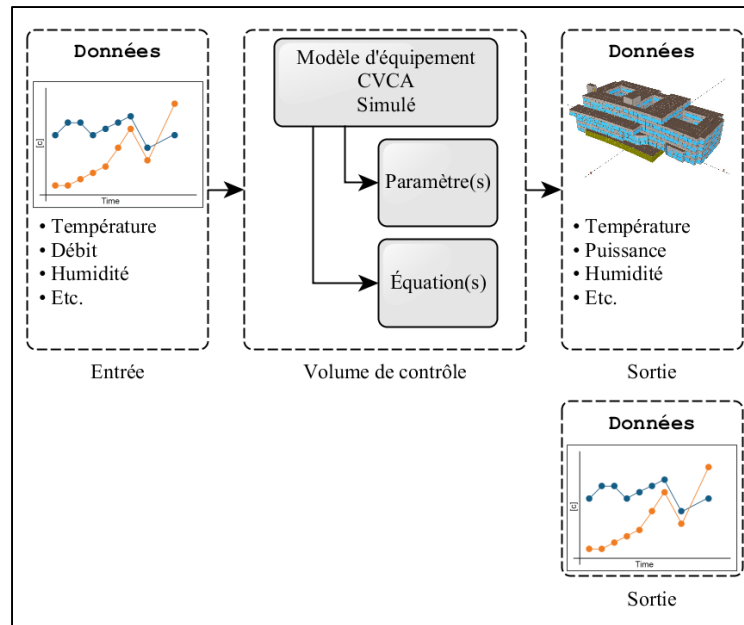 Données
[c]
Time
• Température
• Débit
• Humidité
• Etc.
Entrée
Modèle d'équipement
CVCA
Simulé
Paramètre(s)
Équation(s)
Volume de contrôle
Données
• Température
• Puissance
• Humidité
• Etc.
Sortie
Données
[c]
Time
Sortie